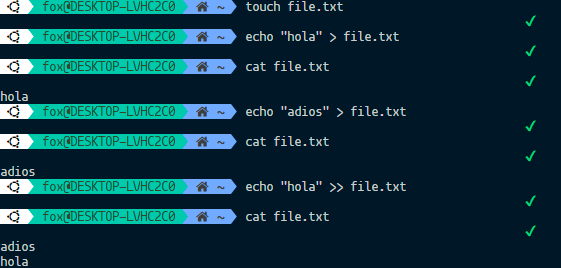 fox@DESKTOP-LVHC2C0 ~ touch file.txt
fox@DESKTOP-LVHC2C0 ~ echo "hola" > file.txt
fox@DESKTOP-LVHC2C0 ~ cat file.txt
hola
fox@DESKTOP-LVHC2C0 ~ echo "adios" > file.txt
fox@DESKTOP-LVHC2C0 ~ cat file.txt
adios
fox@DESKTOP-LVHC2C0 ~ echo "hola" >> file.txt
fox@DESKTOP-LVHC2C0 ~ cat file.txt
adios
hola